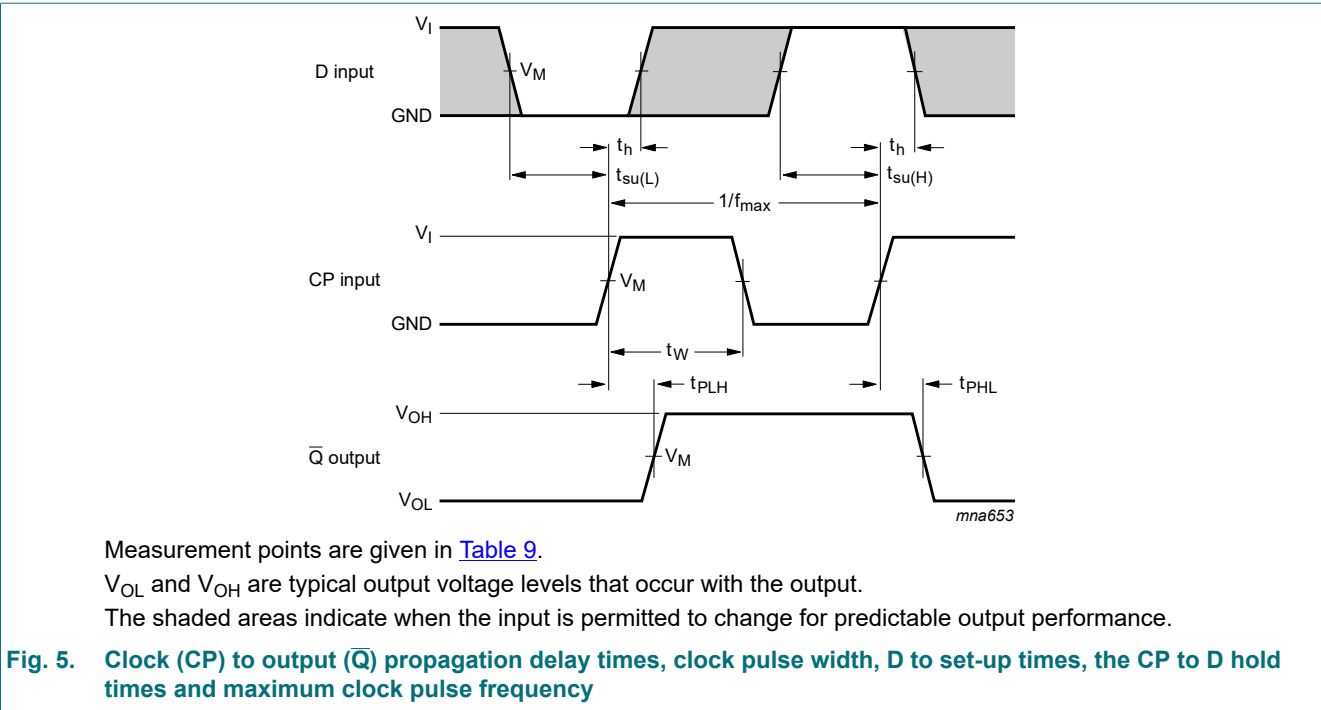 V_I
D input
V_M
GND
t_h
t_h
t_su(L)
t_su(H)
1/f_max
V_I
CP input
V_M
GND
t_W
t_PLH
t_PHL
V_OH
Q̅ output
V_M
V_OL
mna653
Measurement points are given in Table 9.
V_OL and V_OH are typical output voltage levels that occur with the output.
The shaded areas indicate when the input is permitted to change for predictable output performance.
Fig. 5. Clock (CP) to output (Q̅) propagation delay times, clock pulse width, D to set-up times, the CP to D hold
times and maximum clock pulse frequency